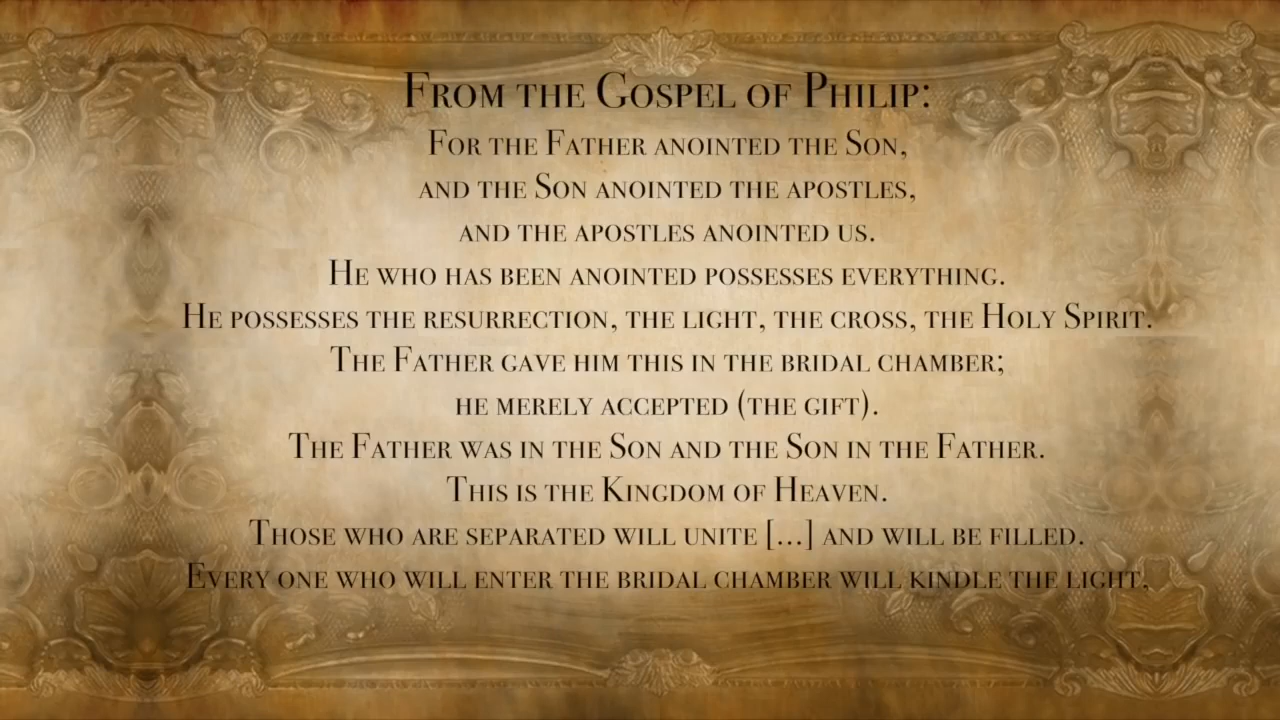 From the Gospel of Philip:
For the Father anointed the Son,
and the Son anointed the apostles,
and the apostles anointed us.
He who has been anointed possesses everything.
He possesses the resurrection, the light, the cross, the Holy Spirit.
The Father gave him this in the bridal chamber;
he merely accepted (the gift).
The Father was in the Son and the Son in the Father.
This is the Kingdom of Heaven.
Those who are separated will unite [...] and will be filled.
Every one who will enter the bridal chamber will kindle the light.